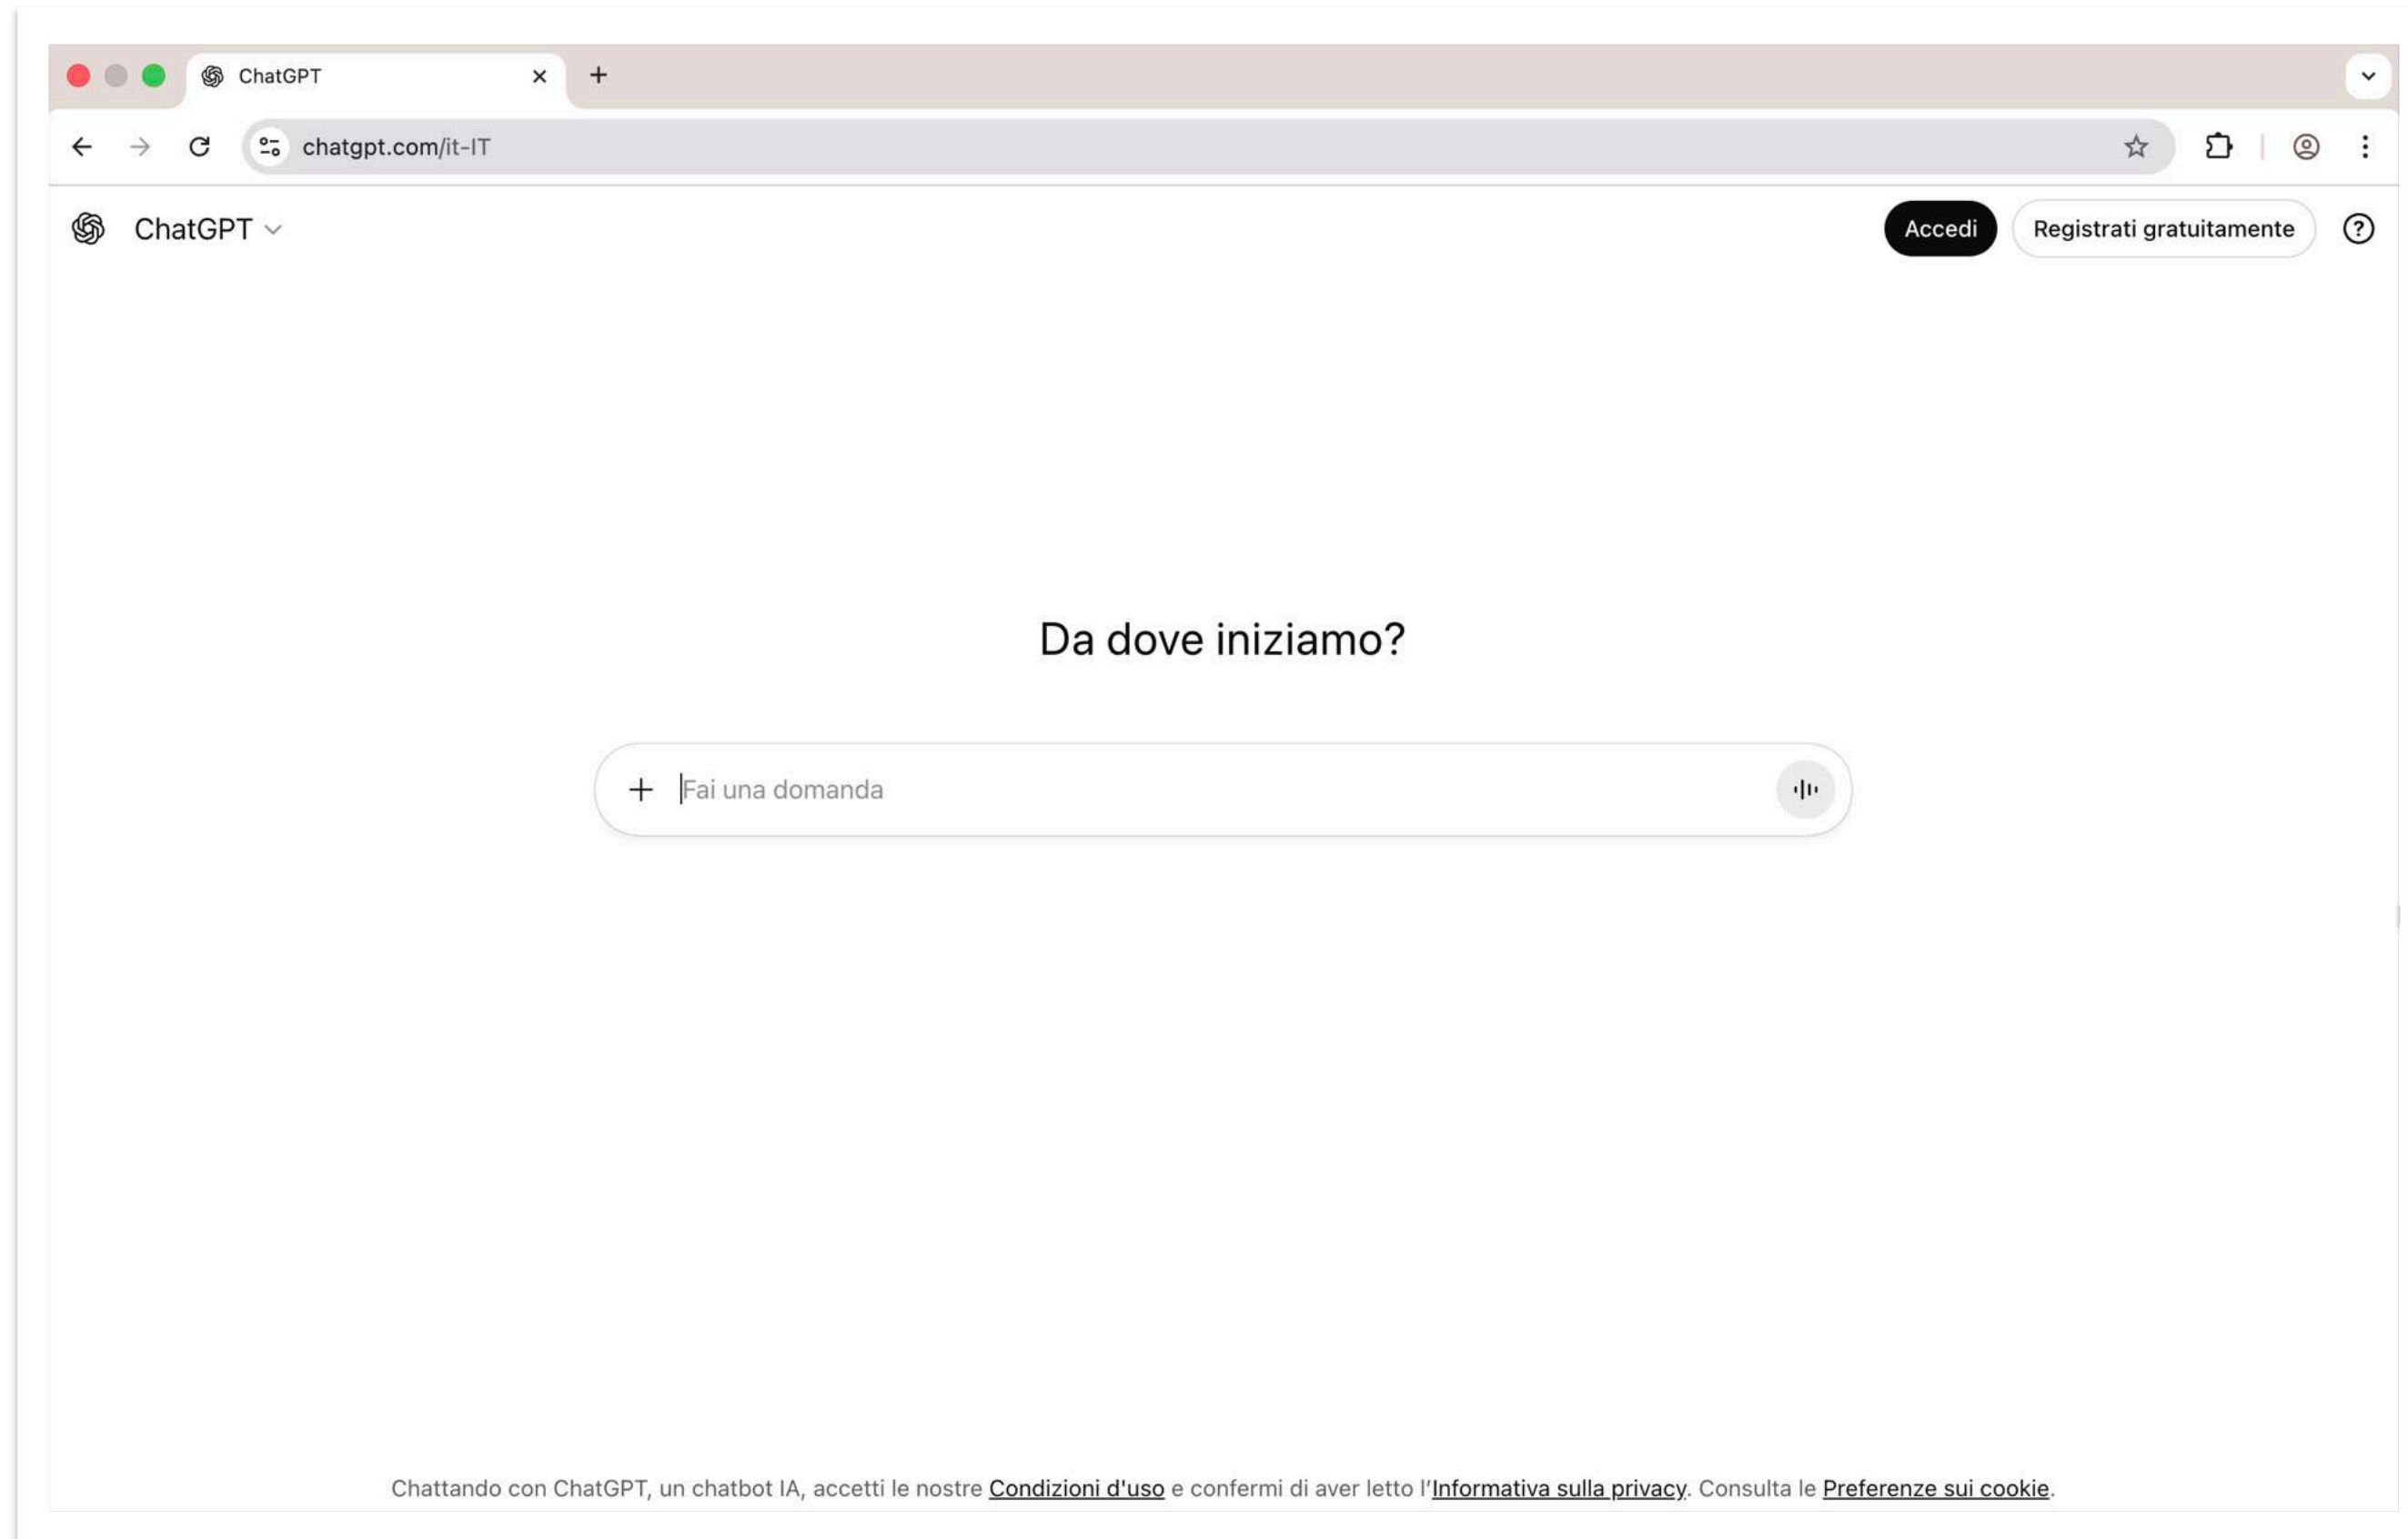 ChatGPT
chatgpt.com/it-IT
ChatGPT
Accedi
Registrati gratuitamente
Da dove iniziamo?
Fai una domanda
Chattando con ChatGPT, un chatbot IA, accetti le nostre Condizioni d'uso e confermi di aver letto l'Informativa sulla privacy. Consulta le Preferenze sui cookie.